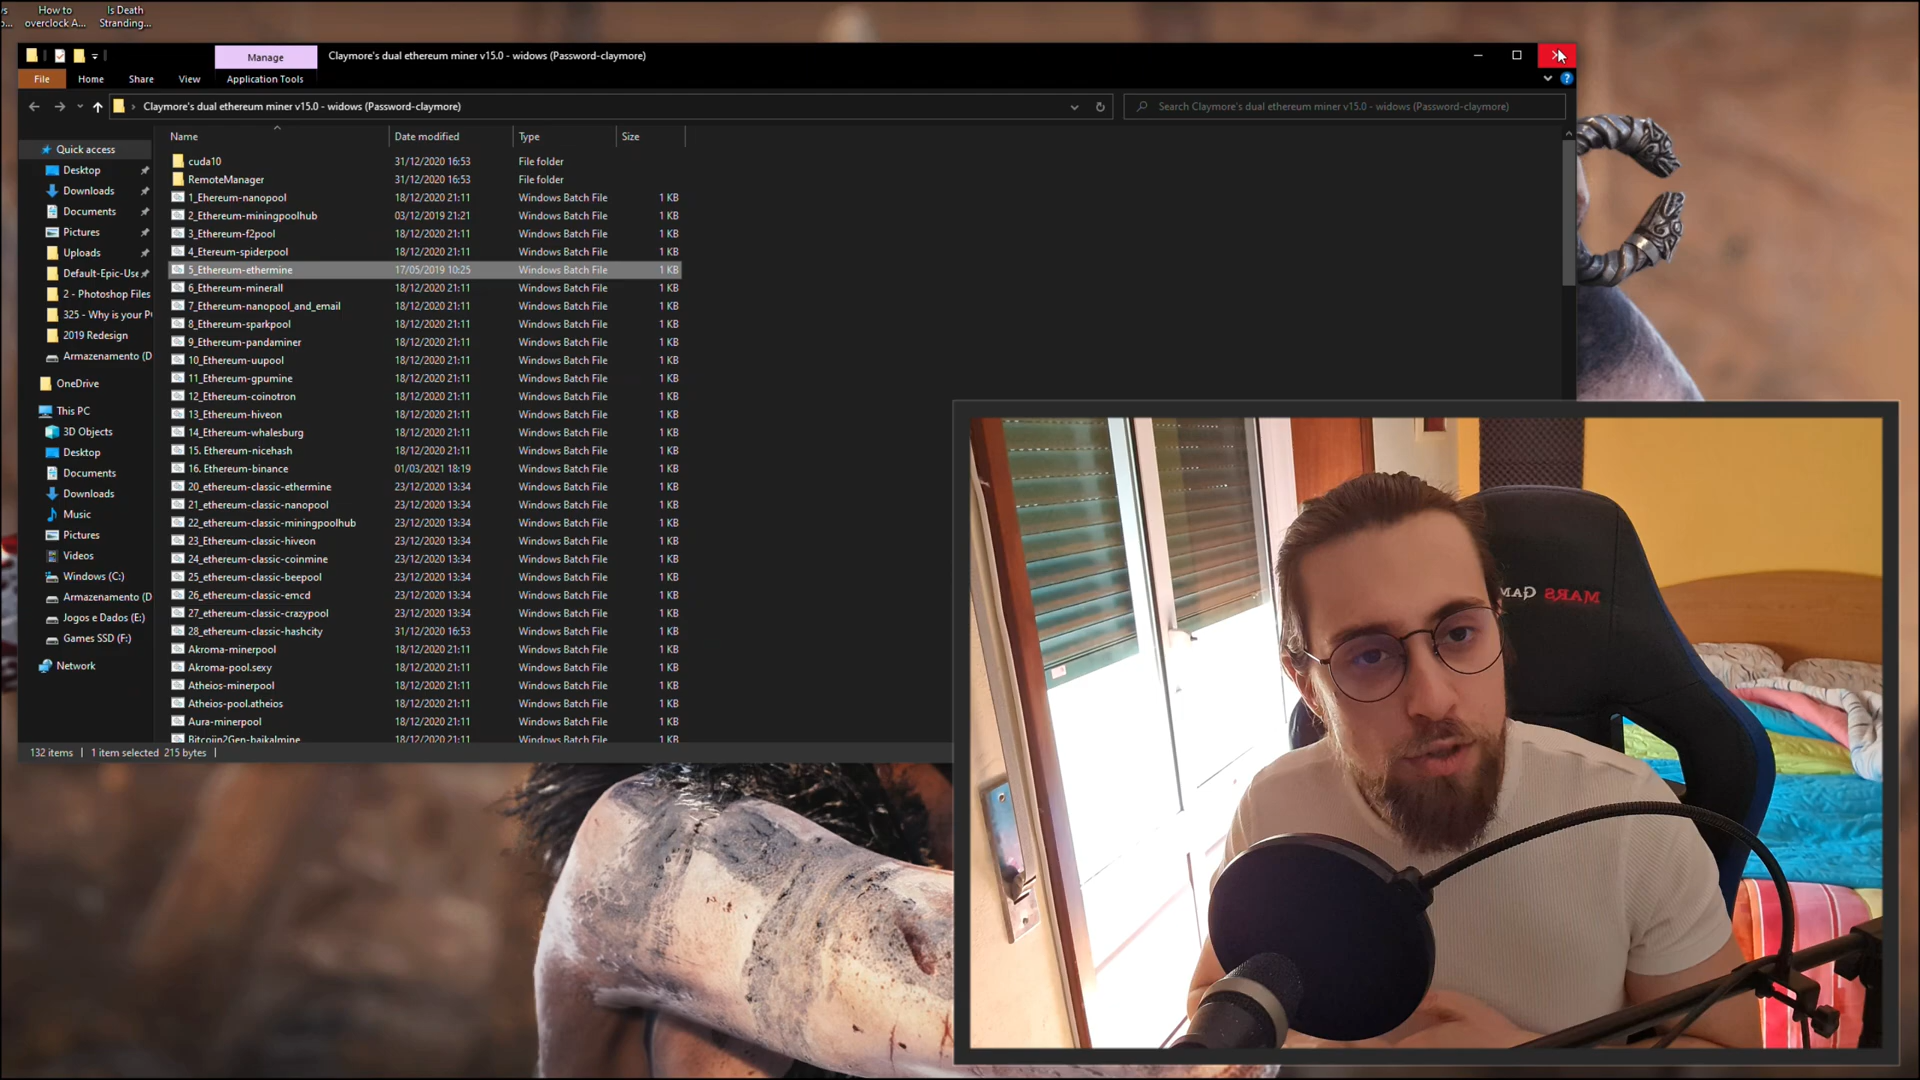 How to
overclock A...
Is Death
Stranding...
Manage
Claymore's dual ethereum miner v15.0 - widows (Password-claymore)
File
Home
Share
View
Application Tools
Claymore's dual ethereum miner v15.0 - widows (Password-claymore)
Search Claymore's dual ethereum miner v15.0 - widows (Password-claymore)
Name Date modified Type Size
Quick access
Desktop
Downloads
Documents
Pictures
Uploads
Default-Epic-Use
2 - Photoshop Files
325 - Why is your P
2019 Redesign
Armazenamento (D
OneDrive
This PC
3D Objects
Desktop
Documents
Downloads
Music
Pictures
Videos
Windows (C:)
Armazenamento (D
Jogos e Dados (E:)
Games SSD (F:)
Network
cuda10 31/12/2020 16:53 File folder
RemoteManager 31/12/2020 16:53 File folder
1_Ehereum-nanopool 18/12/2020 21:11 Windows Batch File 1 KB
2_Ethereum-miningpoolhub 03/12/2019 21:21 Windows Batch File 1 KB
3_Ethereum-f2pool 18/12/2020 21:11 Windows Batch File 1 KB
4_Etereum-spiderpool 18/12/2020 21:11 Windows Batch File 1 KB
5_Ethereum-ethermine 17/05/2019 10:25 Windows Batch File 1 KB
6_Ethereum-minerall 18/12/2020 21:11 Windows Batch File 1 KB
7_Ethereum-nanopool_and_email 18/12/2020 21:11 Windows Batch File 1 KB
8_Ethereum-sparkpool 18/12/2020 21:11 Windows Batch File 1 KB
9_Ethereum-pandaminer 18/12/2020 21:11 Windows Batch File 1 KB
10_Ethereum-uupool 18/12/2020 21:11 Windows Batch File 1 KB
11_Ethereum-gpumine 18/12/2020 21:11 Windows Batch File 1 KB
12_Ethereum-coinotron 18/12/2020 21:11 Windows Batch File 1 KB
13_Ethereum-hiveon 18/12/2020 21:11 Windows Batch File 1 KB
14_Ethereum-whalesburg 18/12/2020 21:11 Windows Batch File 1 KB
15. Ethereum-nicehash 18/12/2020 21:11 Windows Batch File 1 KB
16. Ethereum-binance 01/03/2021 18:19 Windows Batch File 1 KB
20_ethereum-classic-ethermine 23/12/2020 13:34 Windows Batch File 1 KB
21_ethereum-classic-nanopool 23/12/2020 13:34 Windows Batch File 1 KB
22_ethereum-classic-miningpoolhub 23/12/2020 13:34 Windows Batch File 1 KB
23_Ethereum-classic-hiveon 23/12/2020 13:34 Windows Batch File 1 KB
24_ethereum-classic-coinmine 23/12/2020 13:34 Windows Batch File 1 KB
25_ethereum-classic-beepool 23/12/2020 13:34 Windows Batch File 1 KB
26_ethereum-classic-emcd 23/12/2020 13:34 Windows Batch File 1 KB
27_ethereum-classic-crazypool 23/12/2020 13:34 Windows Batch File 1 KB
28_ethereum-classic-hashcity 31/12/2020 16:53 Windows Batch File 1 KB
Akroma-minerpool 18/12/2020 21:11 Windows Batch File 1 KB
Akroma-pool.sexy 18/12/2020 21:11 Windows Batch File 1 KB
Atheios-minerpool 18/12/2020 21:11 Windows Batch File 1 KB
Atheios-pool.atheios 18/12/2020 21:11 Windows Batch File 1 KB
Aura-minerpool 18/12/2020 21:11 Windows Batch File 1 KB
Bitcoiin2Gen-baikalmine 18/12/2020 21:11 Windows Batch File 1 KB
132 items 1 item selected 215 bytes
MARS GAM